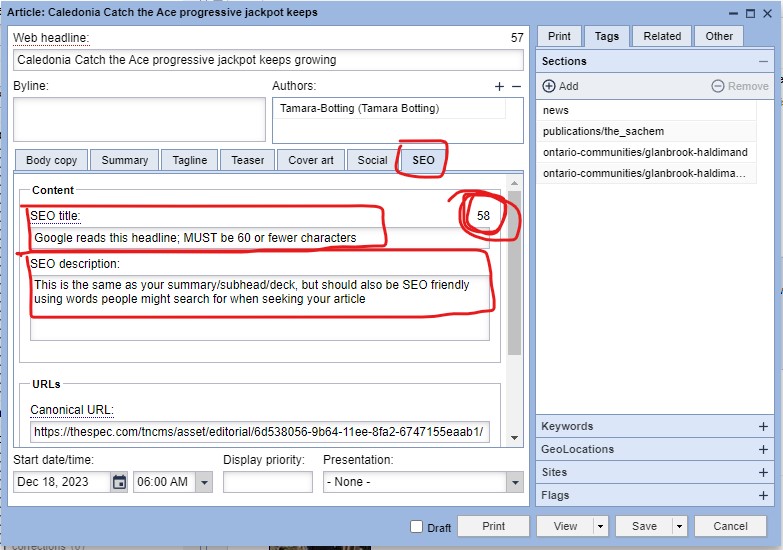 Article: Caledonia Catch the Ace progressive jackpot keeps
Web headline: 57
Caledonia Catch the Ace progressive jackpot keeps growing
Byline:
Authors:
Tamara-Botting (Tamara Botting)
Body copy Summary Tagline Teaser Cover art Social SEO
Content
SEO title: 58
Google reads this headline; MUST be 60 or fewer characters
SEO description:
This is the same as your summary/subhead/deck, but should also be SEO friendly
using words people might search for when seeking your article
URLs
Canonical URL:
https://thespec.com/tncms/asset/editorial/6d538056-9b64-11ee-8fa2-6747155eaab1/
Start date/time: Display priority: Presentation:
Dec 18, 2023 06:00 AM - None -
Print Tags Related Other
Sections
Add Remove
news
publications/the_sachem
ontario-communities/glanbrook-haldimand
ontario-communities/glanbrook-haldima...
Keywords
GeoLocations
Sites
Flags
Draft Print View Save Cancel